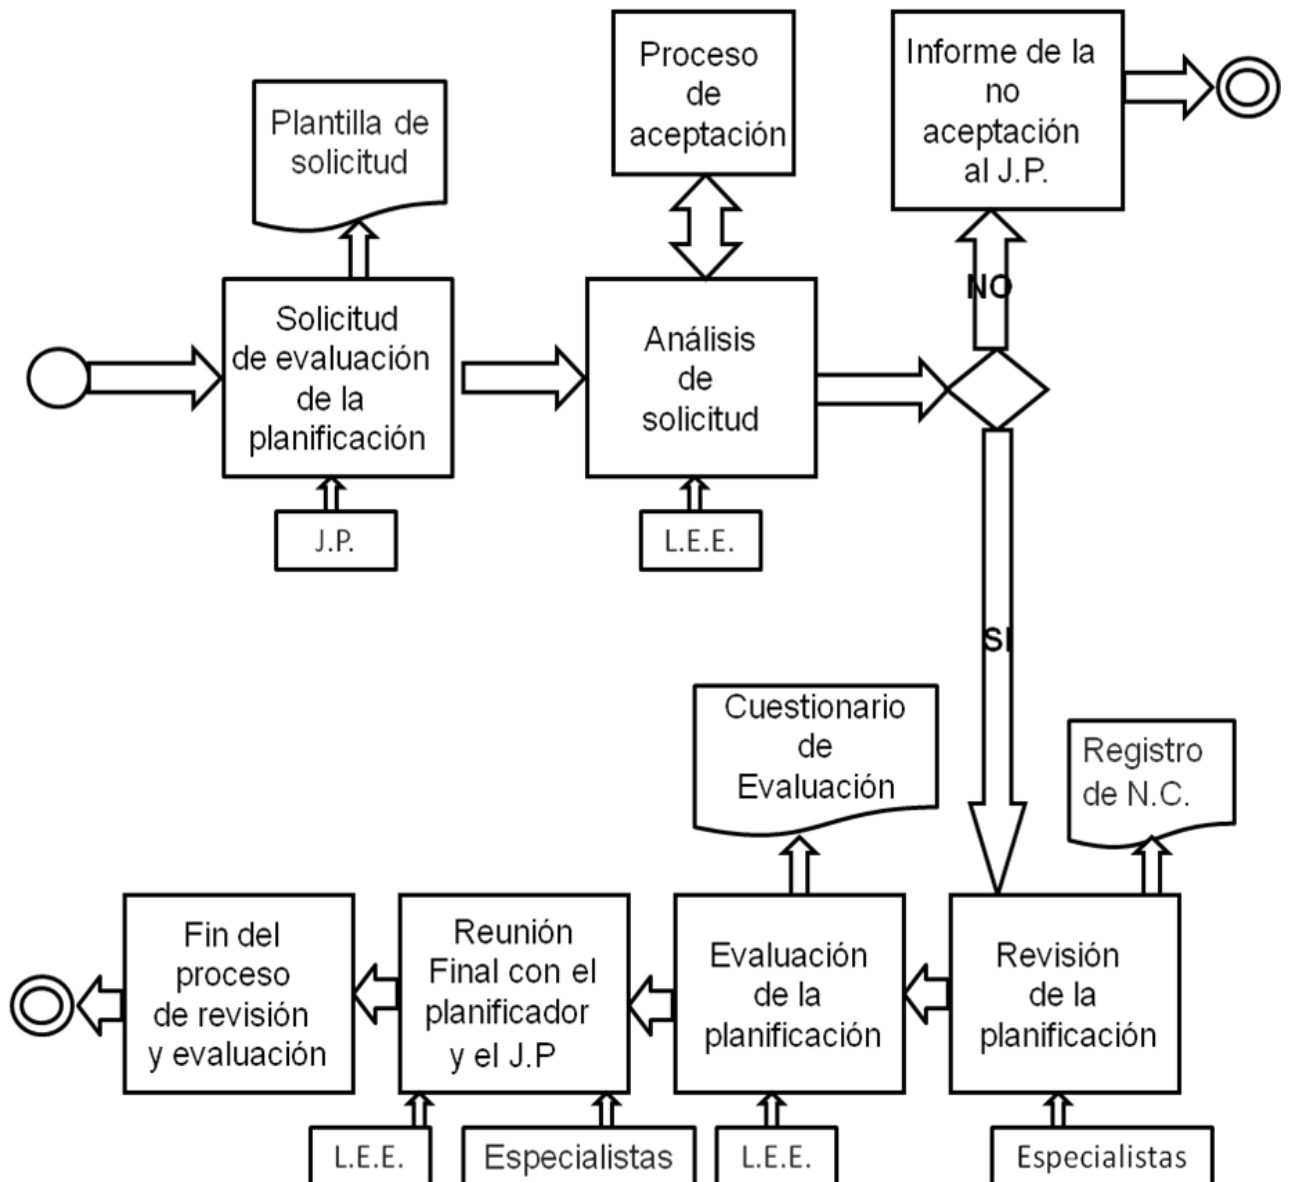 Plantilla de
solicitud
Proceso
de
aceptación
Informe de la
no
aceptación
al J.P.
NO
Solicitud
de evaluación
de la
planificación
Análisis
de
solicitud
J.P.
L.E.E.
SI
Cuestionario
de
Evaluación
Registro
de N.C.
Fin del
proceso
de revisión
y evaluación
Reunión
Final con el
planificador
y el J.P
Evaluación
de la
planificación
Revisión
de la
planificación
L.E.E.
Especialistas
L.E.E.
Especialistas